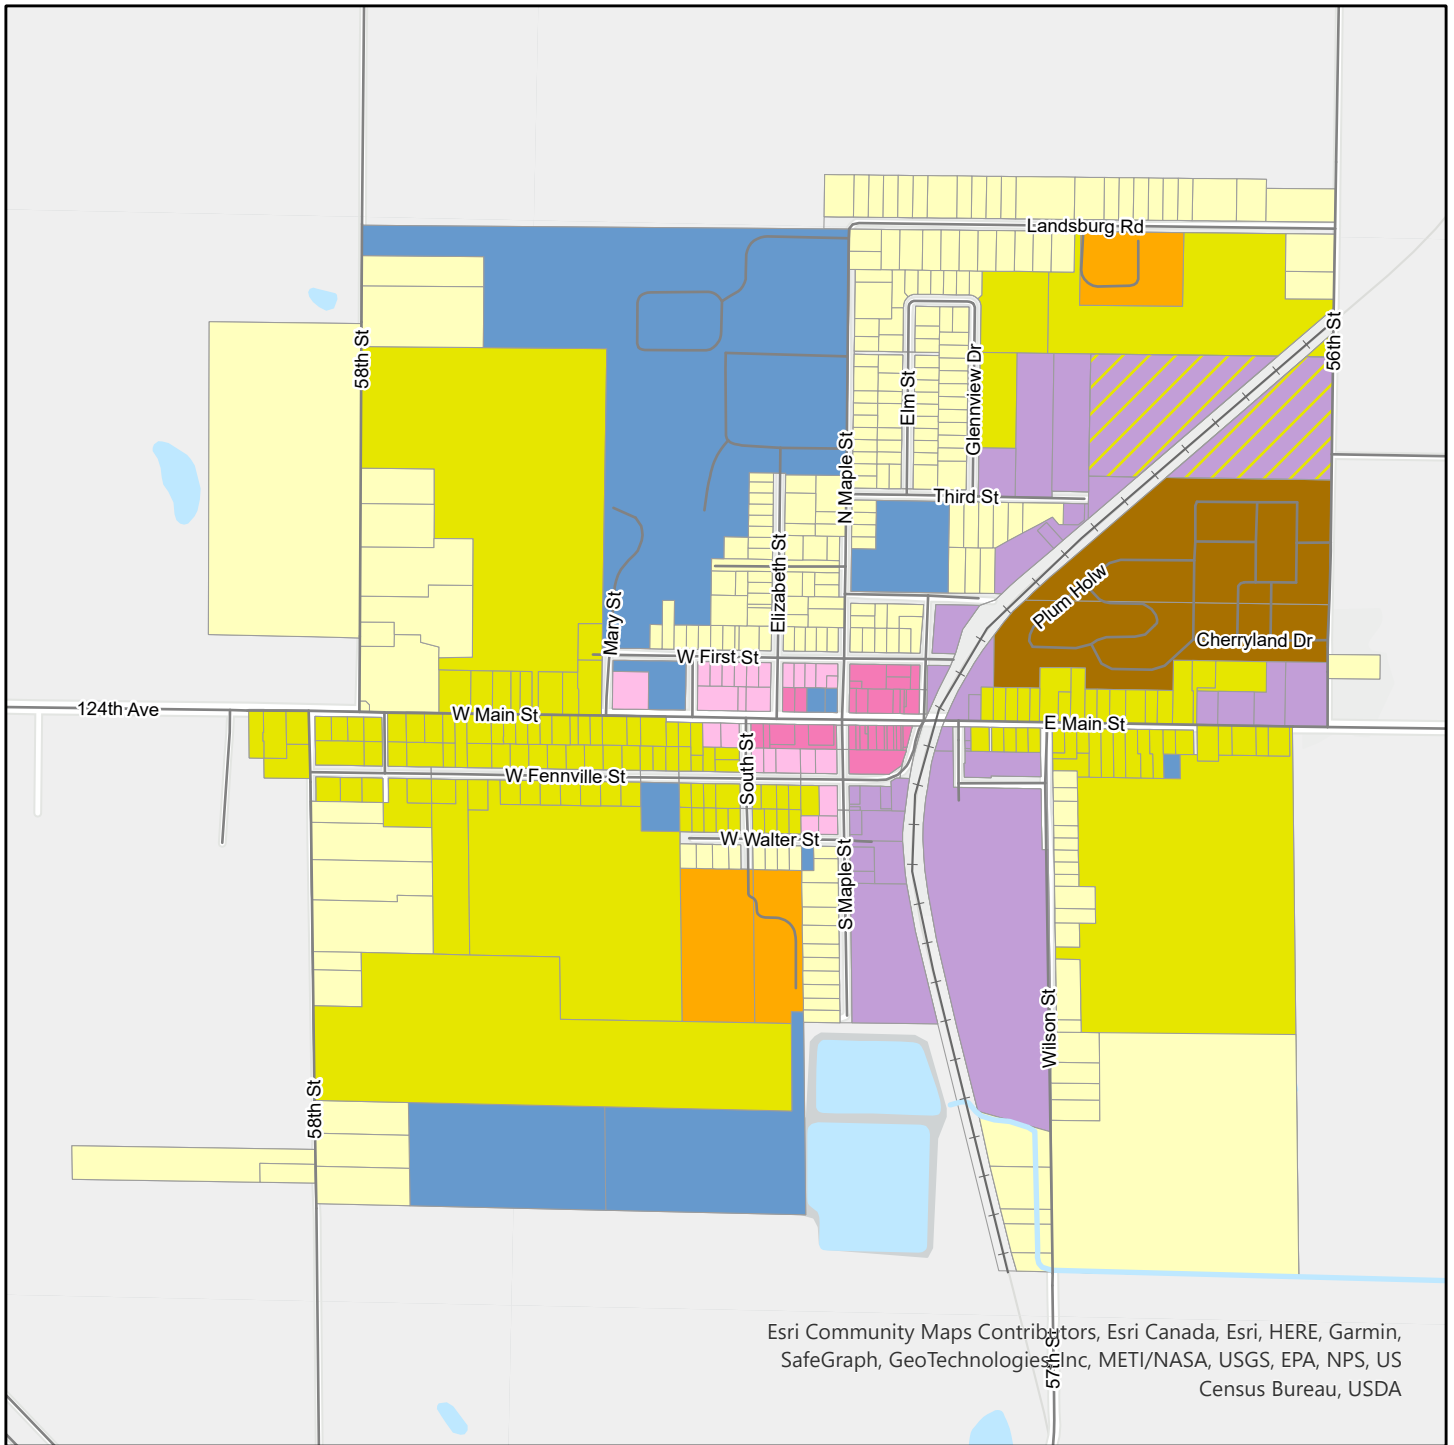 Landsburg Rd
58th St
56th St
Elm St
Glennview Dr
N Maple St
Third St
Elizabeth St
Mary St
Plum Holw
Cherryland Dr
W First St
124th Ave
W Main St
E Main St
South St
W Fennville St
W Walter St
S Maple St
Wilson St
58th St
57th St
Esri Community Maps Contributors, Esri Canada, Esri, HERE, Garmin,
SafeGraph, GeoTechnologies, Inc, METI/NASA, USGS, EPA, NPS, US
Census Bureau, USDA